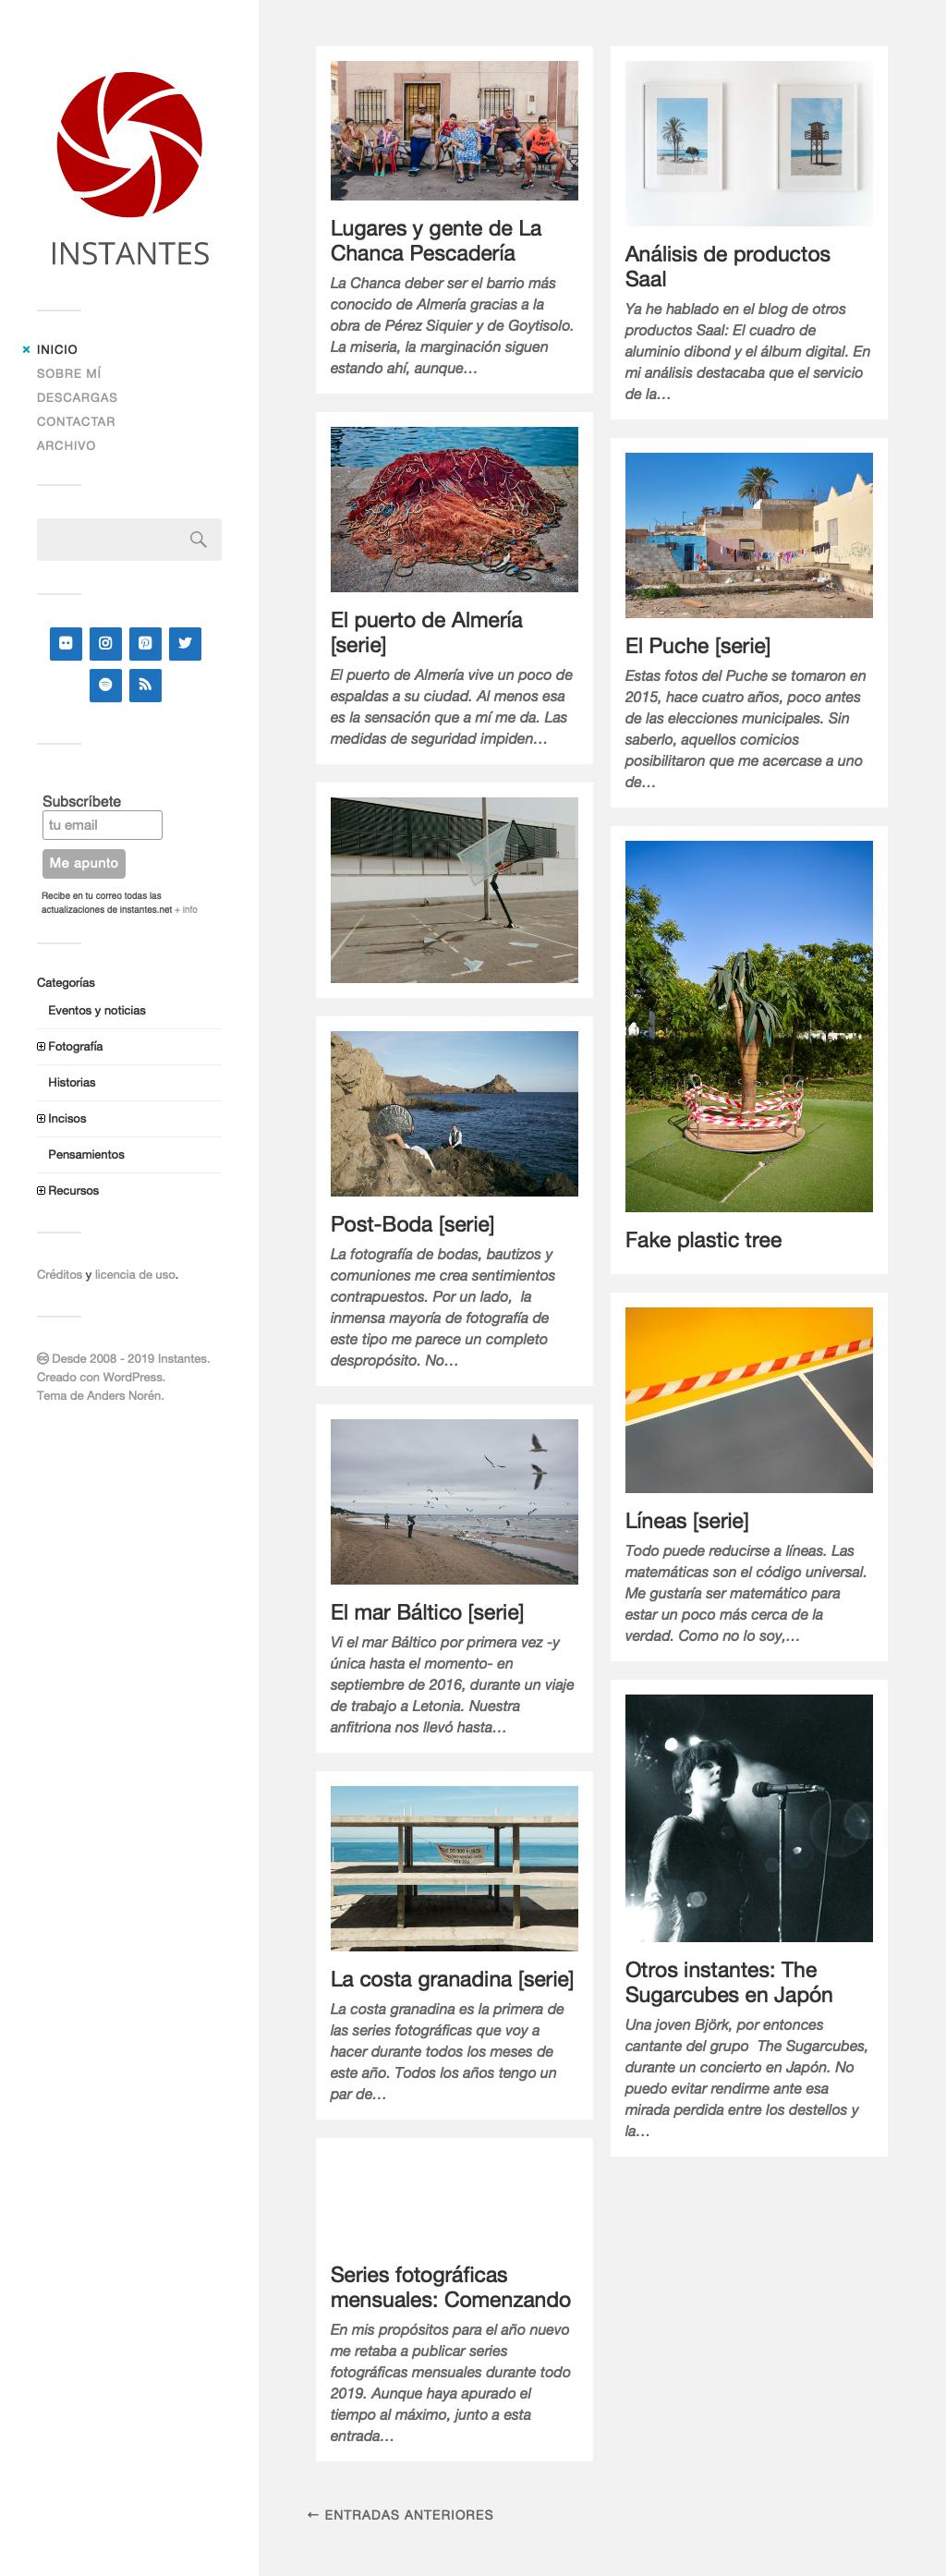 INSTANTES
INICIO
SOBRE MÍ
DESCARGAS
CONTACTAR
ARCHIVO
Subscríbete
tu email
Me apunto
Recibe en tu correo todas las
actualizaciones de instantes.net + info
Categorías
Eventos y noticias
Fotografía
Historias
Incisos
Pensamientos
Recursos
Créditos y licencia de uso.
Desde 2008 - 2019 Instantes.
Creado con WordPress.
Tema de Anders Norén.
Lugares y gente de La
Chanca Pescadería
La Chanca deber ser el barrio más
conocido de Almería gracias a la
obra de Pérez Siquier y de Goytisolo.
La miseria, la marginación siguen
estando ahí, aunque…
El puerto de Almería
[serie]
El puerto de Almería vive un poco de
espaldas a su ciudad. Al menos esa
es la sensación que a mí me da. Las
medidas de seguridad impiden…
Post-Boda [serie]
La fotografía de bodas, bautizos y
comuniones me crea sentimientos
contrapuestos. Por un lado,  la
inmensa mayoría de fotografía de
este tipo me parece un completo
despropósito. No…
El mar Báltico [serie]
Vi el mar Báltico por primera vez -y
única hasta el momento- en
septiembre de 2016, durante un viaje
de trabajo a Letonia. Nuestra
anfitriona nos llevó hasta…
La costa granadina [serie]
La costa granadina es la primera de
las series fotográficas que voy a
hacer durante todos los meses de
este año. Todos los años tengo un
par de…
Series fotográficas
mensuales: Comenzando
En mis propósitos para el año nuevo
me retaba a publicar series
fotográficas mensuales durante todo
2019. Aunque haya apurado el
tiempo al máximo, junto a esta
entrada…
Análisis de productos
Saal
Ya he hablado en el blog de otros
productos Saal: El cuadro de
aluminio dibond y el álbum digital. En
mi análisis destacaba que el servicio
de la…
El Puche [serie]
Estas fotos del Puche se tomaron en
2015, hace cuatro años, poco antes
de las elecciones municipales. Sin
saberlo, aquellos comicios
posibilitaron que me acercase a uno
de…
Fake plastic tree
Líneas [serie]
Todo puede reducirse a líneas. Las
matemáticas son el código universal.
Me gustaría ser matemático para
estar un poco más cerca de la
verdad. Como no lo soy,…
Otros instantes: The
Sugarcubes en Japón
Una joven Björk, por entonces
cantante del grupo  The Sugarcubes,
durante un concierto en Japón. No
puedo evitar rendirme ante esa
mirada perdida entre los destellos y
la…
← ENTRADAS ANTERIORES